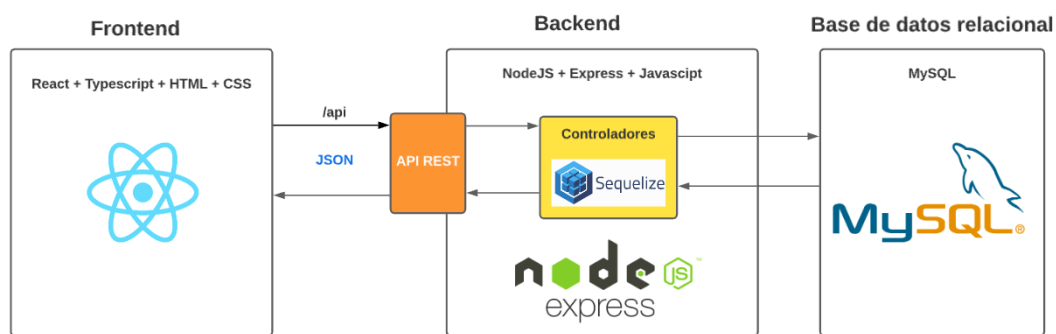 Frontend
Backend
Base de datos relacional
React + Typescript + HTML + CSS
NodeJS + Express + Javascipt
MySQL
/api
JSON
API REST
Controladores
Sequelize
MySQL®
node JS™
express